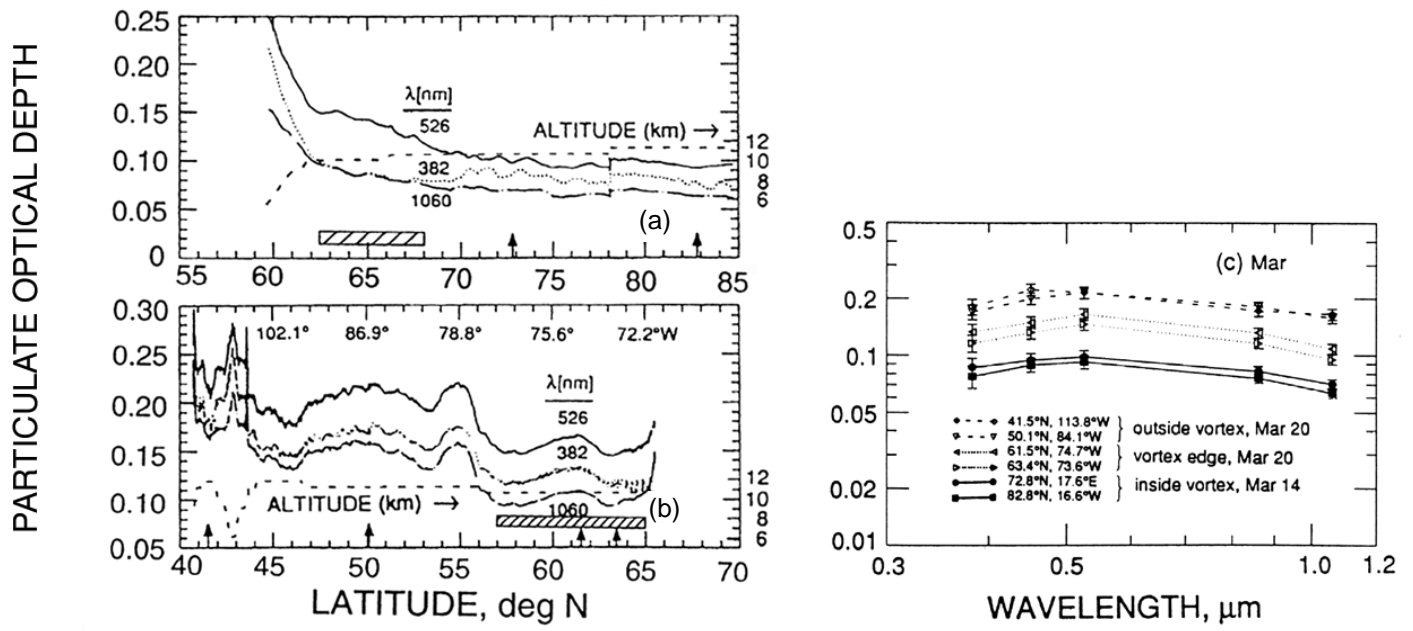 PARTICULATE OPTICAL DEPTH
0.25
0.20
0.15
0.10
0.05
0
λ[nm]
526
382
1060
ALTITUDE (km) →
12
10
8
6
(a)
55 60 65 70 75 80 85
0.30
0.25
0.20
0.15
0.10
0.05
102.1° 86.9° 78.8° 75.6° 72.2°W
λ[nm]
526
382
1060
ALTITUDE (km) →
12
10
8
6
(b)
40 45 50 55 60 65 70
LATITUDE, deg N
0.5
0.2
0.1
0.05
0.02
0.01
(c) Mar
41.5°N, 113.8°W
50.1°N, 84.1°W
outside vortex, Mar 20
61.5°N, 74.7°W
63.4°N, 73.6°W
vortex edge, Mar 20
72.8°N, 17.6°E
82.8°N, 16.6°W
inside vortex, Mar 14
0.3 0.5 1.0 1.2
WAVELENGTH, μm